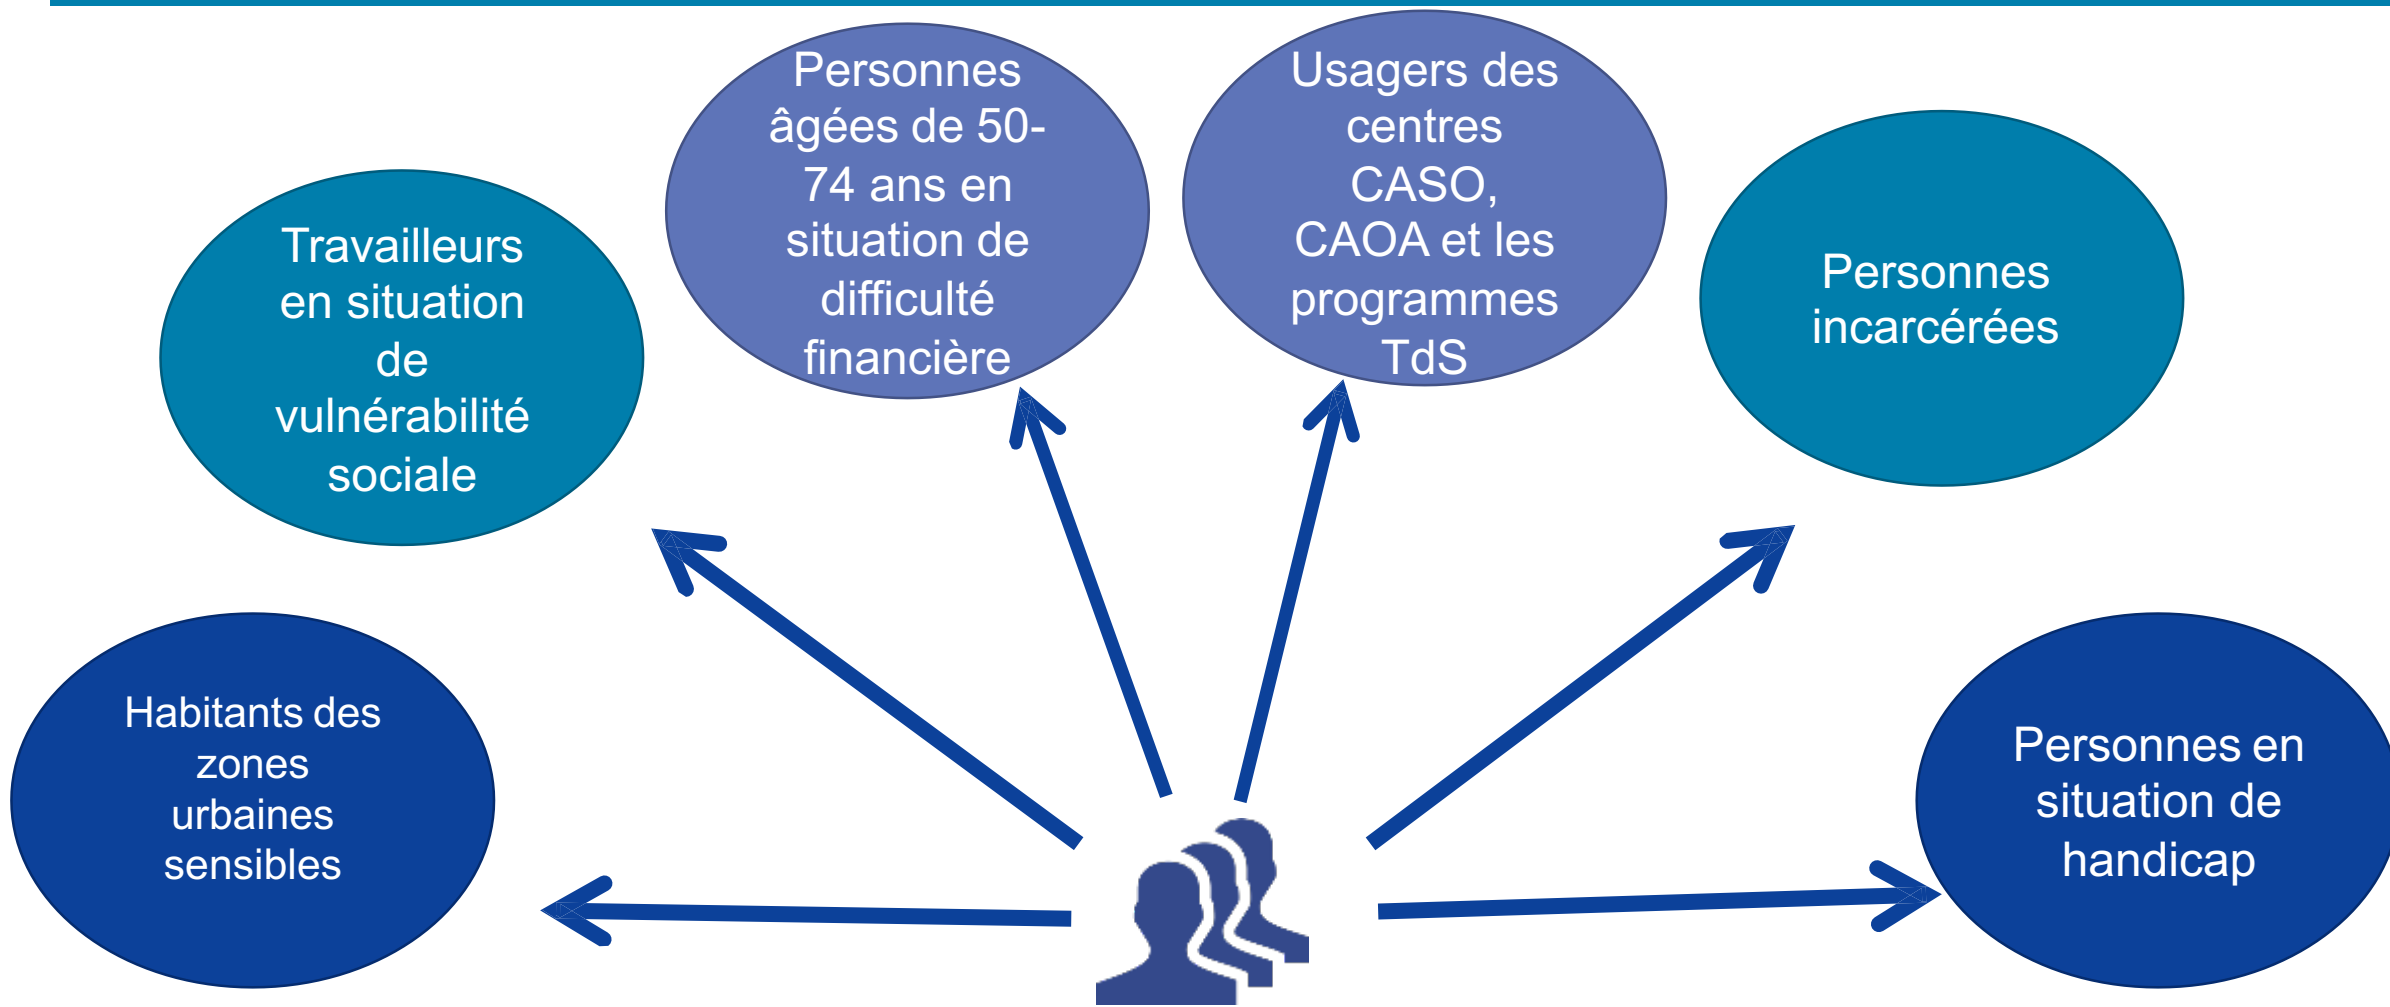 Personnes
âgées de 50-
74 ans en
situation de
difficulté
financière
Usagers des
centres
CASO,
CAOA et les
programmes
TdS
Travailleurs
en situation
de
vulnérabilité
sociale
Personnes
incarcérées
Habitants des
zones
urbaines
sensibles
Personnes en
situation de
handicap